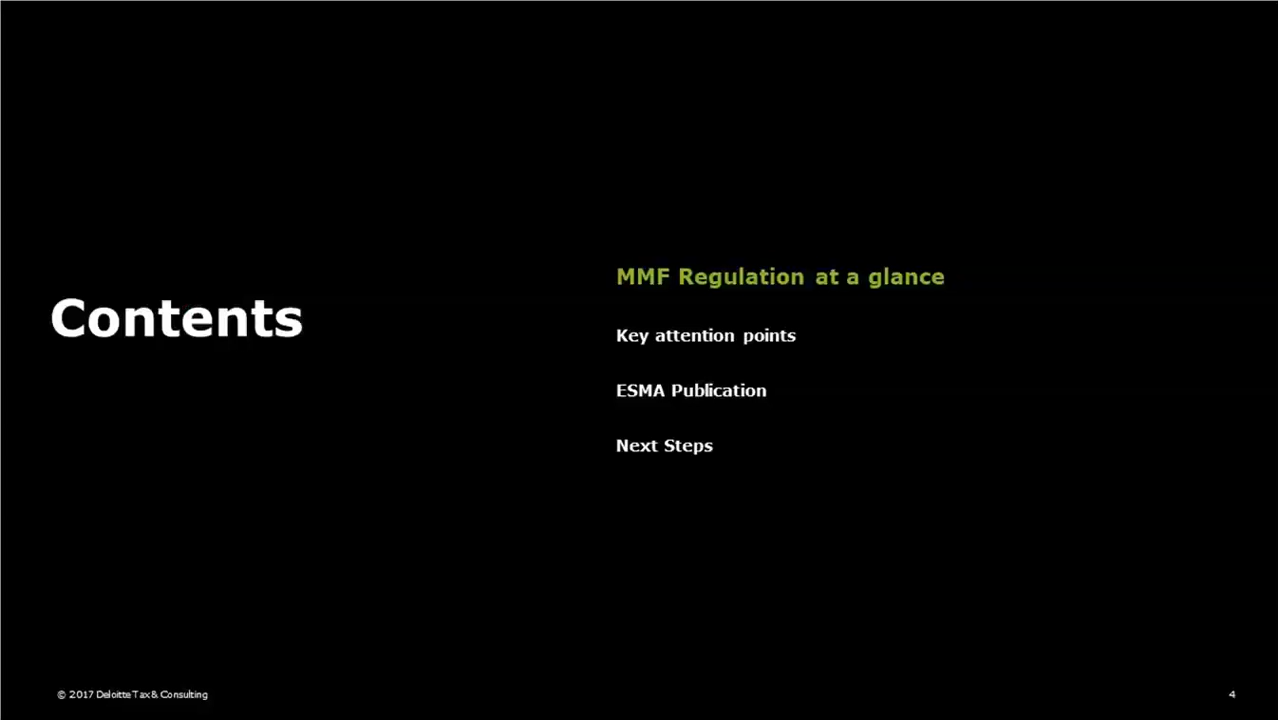 Contents
MMF Regulation at a glance
Key attention points
ESMA Publication
Next Steps
© 2017 Deloitte Tax & Consulting
4